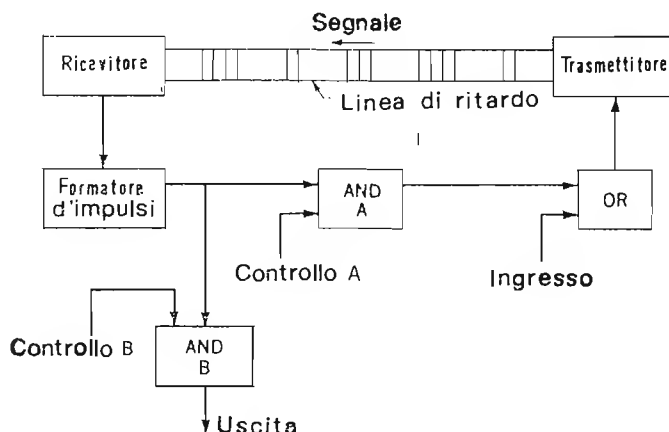 Segnale
Ricevitore
Trasmettitore
Linea di ritardo
Formatore
d'impulsi
AND
A
OR
Controllo A
Ingresso
Controllo B
AND
B
Uscita